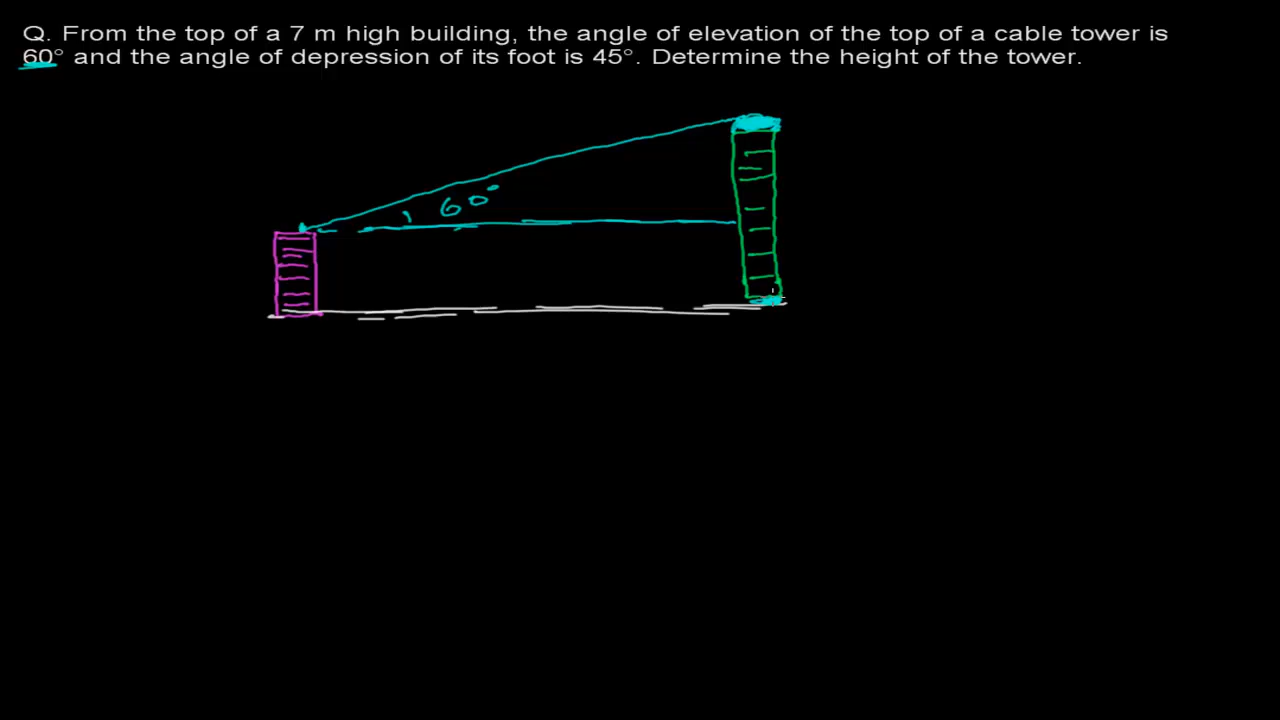 Q. From the top of a 7 m high building, the angle of elevation of the top of a cable tower is
60° and the angle of depression of its foot is 45°. Determine the height of the tower.
60°